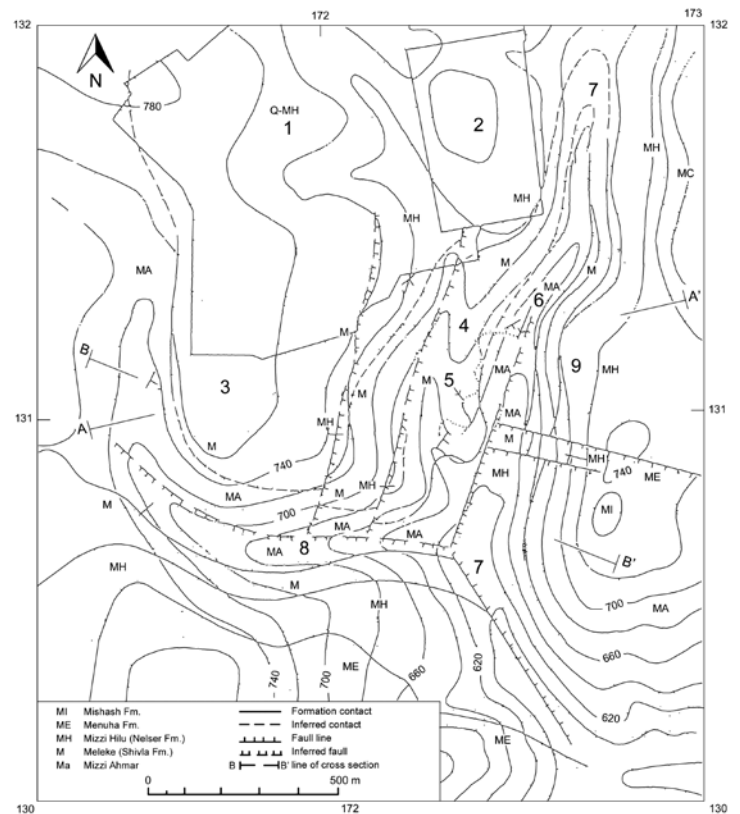 132 172 173
132
N
780
7
Q-MH
1
2
MH
MC
MH
MH
M
MA
M
MA
A'
6
4
M
B
MA
9
MH
5
M
3
M
MA
131
131
A
MH
M
M
MH
740
740
MH
ME
MA
M
700
MH
MI
M
MA
MA
8
MA
7
B'
MH
M
700
MA
MH
ME
660
620
660
740
700
620
ME
MI Mishash Fm. Formation contact
ME Menuha Fm. Inferred contact
MH Mizzi Hilu (Nelser Fm.) Fault line
M Meleke (Shivla Fm.) Inferred fault
Ma Mizzi Ahmar B B' line of cross section
0 500 m
130 172 130